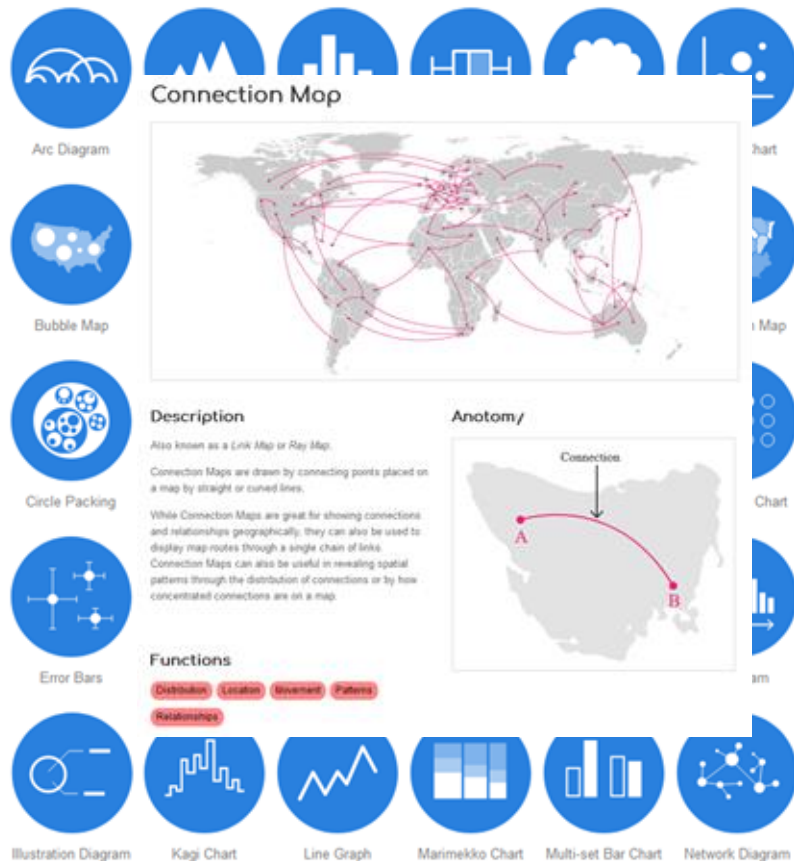 Connection Map
Arc Diagram
hart
Bubble Map
n Map
Description
Anotomy
Also known as a Link Map or Ray Map.
Connection Maps are drawn by connecting points placed on
a map by straight or curved lines.
While Connection Maps are great for showing connections
and relationships geographically, they can also be used to
display map routes through a single chain of links.
Connection Maps can also be useful in revealing spatial
patterns through the distribution of connections or by how
concentrated connections are on a map.
Connection
A
B
Circle Packing
Chart
Functions
Distribution Location Movement Patterns
Relationships
Error Bars
am
Illustration Diagram
Kagi Chart
Line Graph
Marimekko Chart
Multi-set Bar Chart
Network Diagram